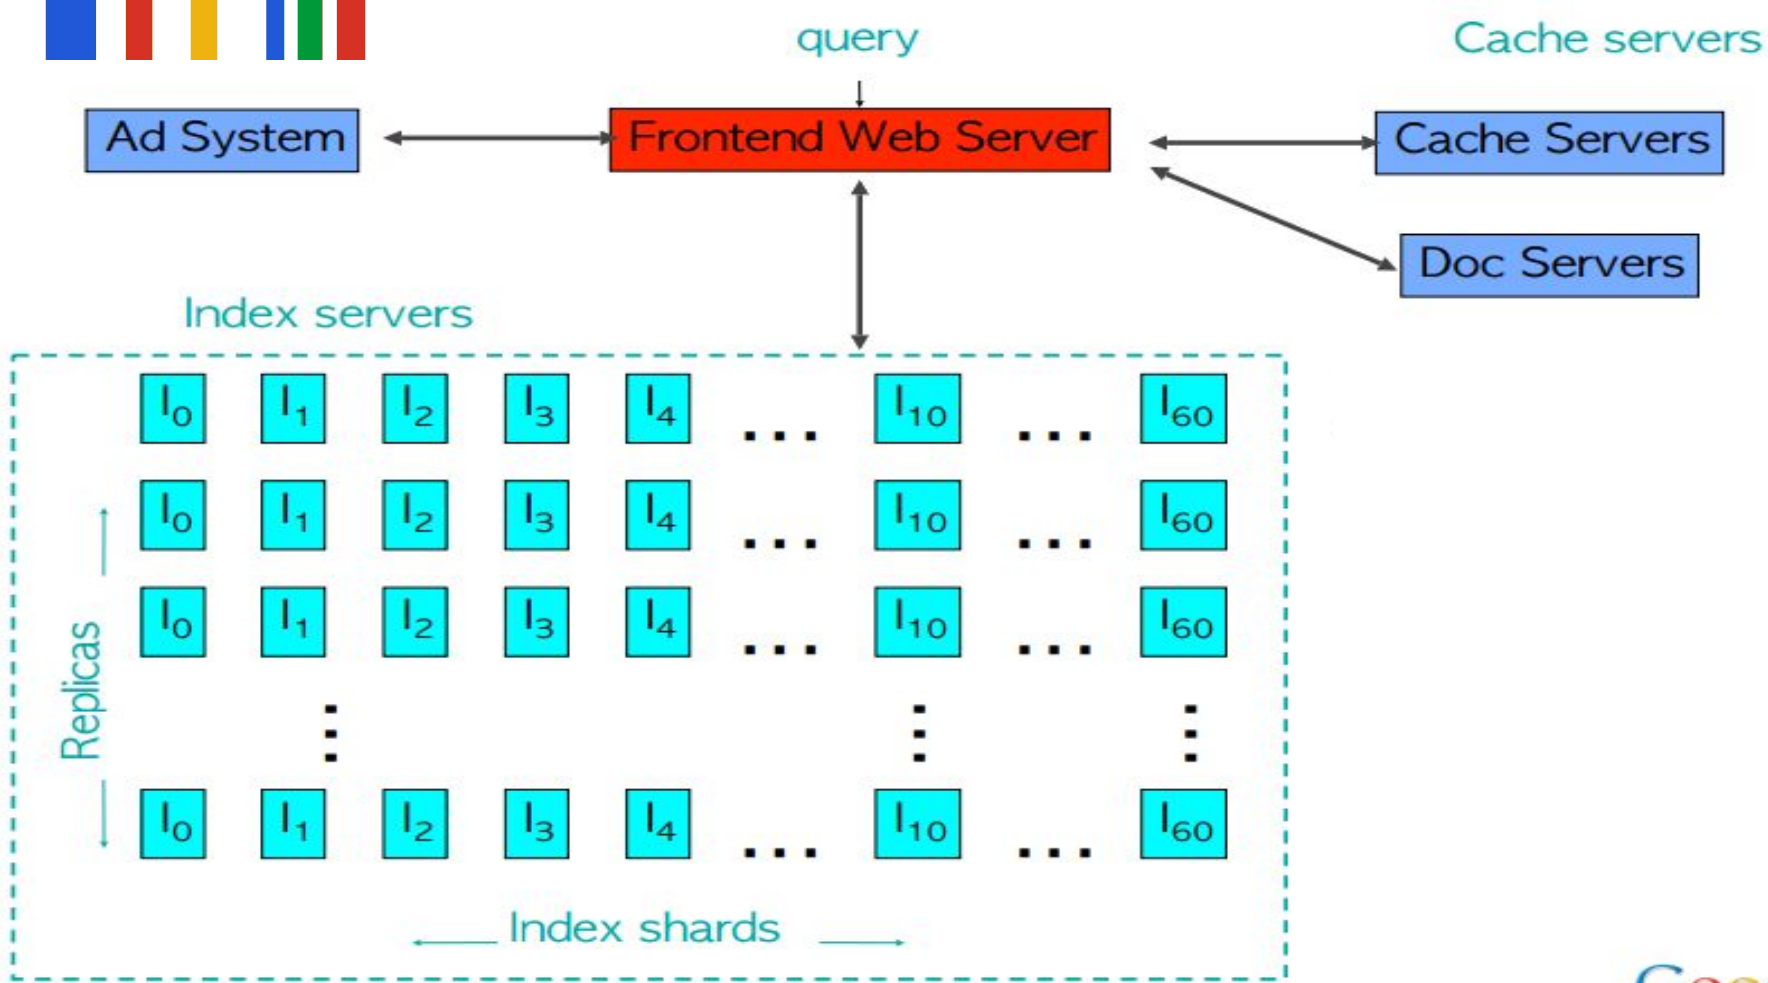 query
Cache servers
Ad System
Frontend Web Server
Cache Servers
Doc Servers
Index servers
I0 I1 I2 I3 I4 ... I10 ... I60
I0 I1 I2 I3 I4 ... I10 ... I60
I0 I1 I2 I3 I4 ... I10 ... I60
Replicas
I0 I1 I2 I3 I4 ... I10 ... I60
Index shards